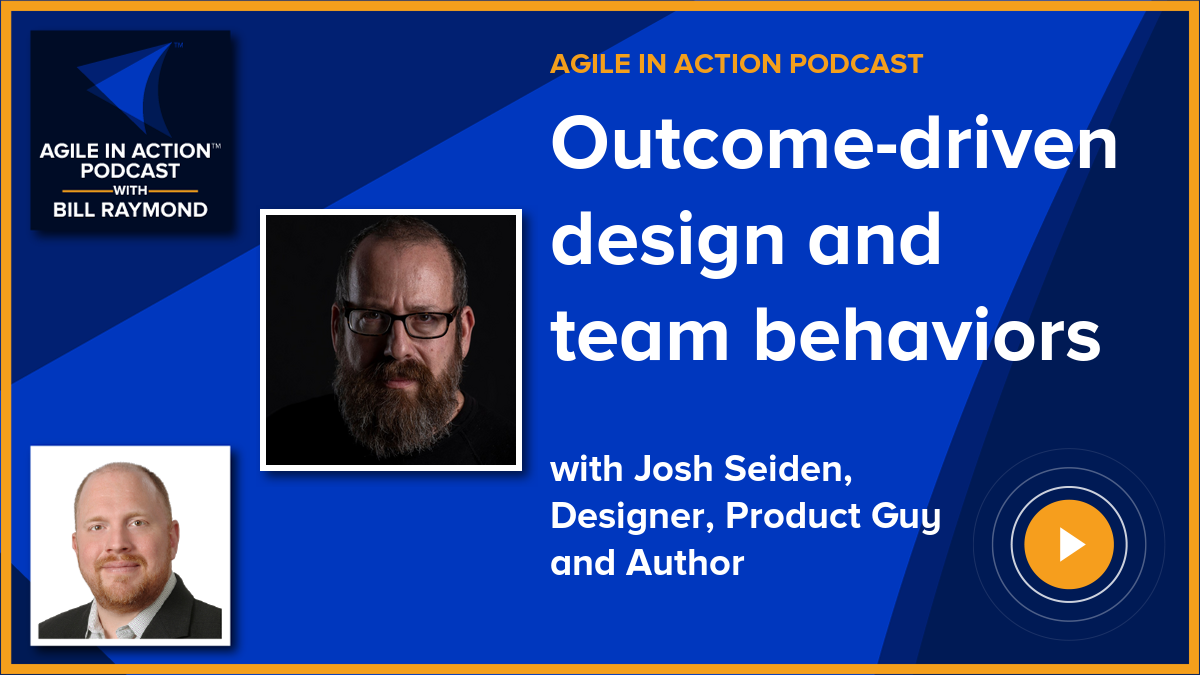 AGILE IN ACTION™
PODCAST
WITH
BILL RAYMOND
AGILE IN ACTION PODCAST
Outcome-driven
design and
team behaviors
with Josh Seiden,
Designer, Product Guy
and Author
TM